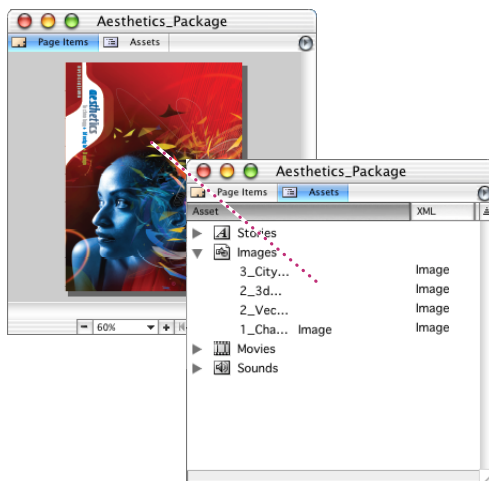 Aesthetics_Package
Page Items Assets
aesthetics
60%
Aesthetics_Package
Page Items Assets
Asset XML
Stories
Images
3_City... Image
2_3d... Image
2_Vec... Image
1_Cha... Image Image
Movies
Sounds